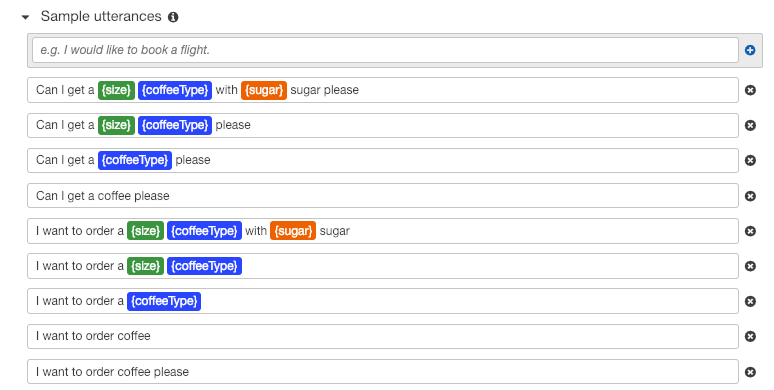 Sample utterances
e.g. I would like to book a flight.
Can I get a {size} {coffeeType} with {sugar} sugar please
Can I get a {size} {coffeeType} please
Can I get a {coffeeType} please
Can I get a coffee please
I want to order a {size} {coffeeType} with {sugar} sugar
I want to order a {size} {coffeeType}
I want to order a {coffeeType}
I want to order coffee
I want to order coffee please